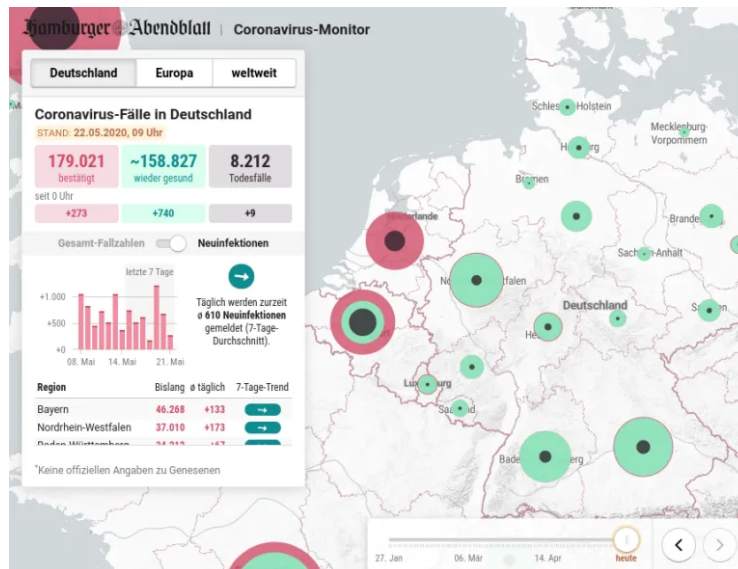 Hamburger Abendblatt | Coronavirus-Monitor
Deutschland Europa weltweit
Coronavirus-Fälle in Deutschland
STAND: 22.05.2020, 09 Uhr
179.021 ~158.827 8.212
bestätigt wieder gesund Todesfälle
seit 0 Uhr
+273 +740 +9
Gesamt-Fallzahlen Neuinfektionen
letzte 7 Tage
+1.000
+500
+0
08. Mai 14. Mai 21. Mai
→
Täglich werden zurzeit
ø 610 Neuinfektionen
gemeldet (7-Tage-
Durchschnitt).
Region Bislang ø täglich 7-Tage-Trend
Bayern 46.268 +133 →
Nordrhein-Westfalen 37.010 +173 →
*Keine offiziellen Angaben zu Genesenen
Mecklenburg-
Vorpommern
Holstein
Deutschland
27. Jan 06. Mär 14. Apr heute